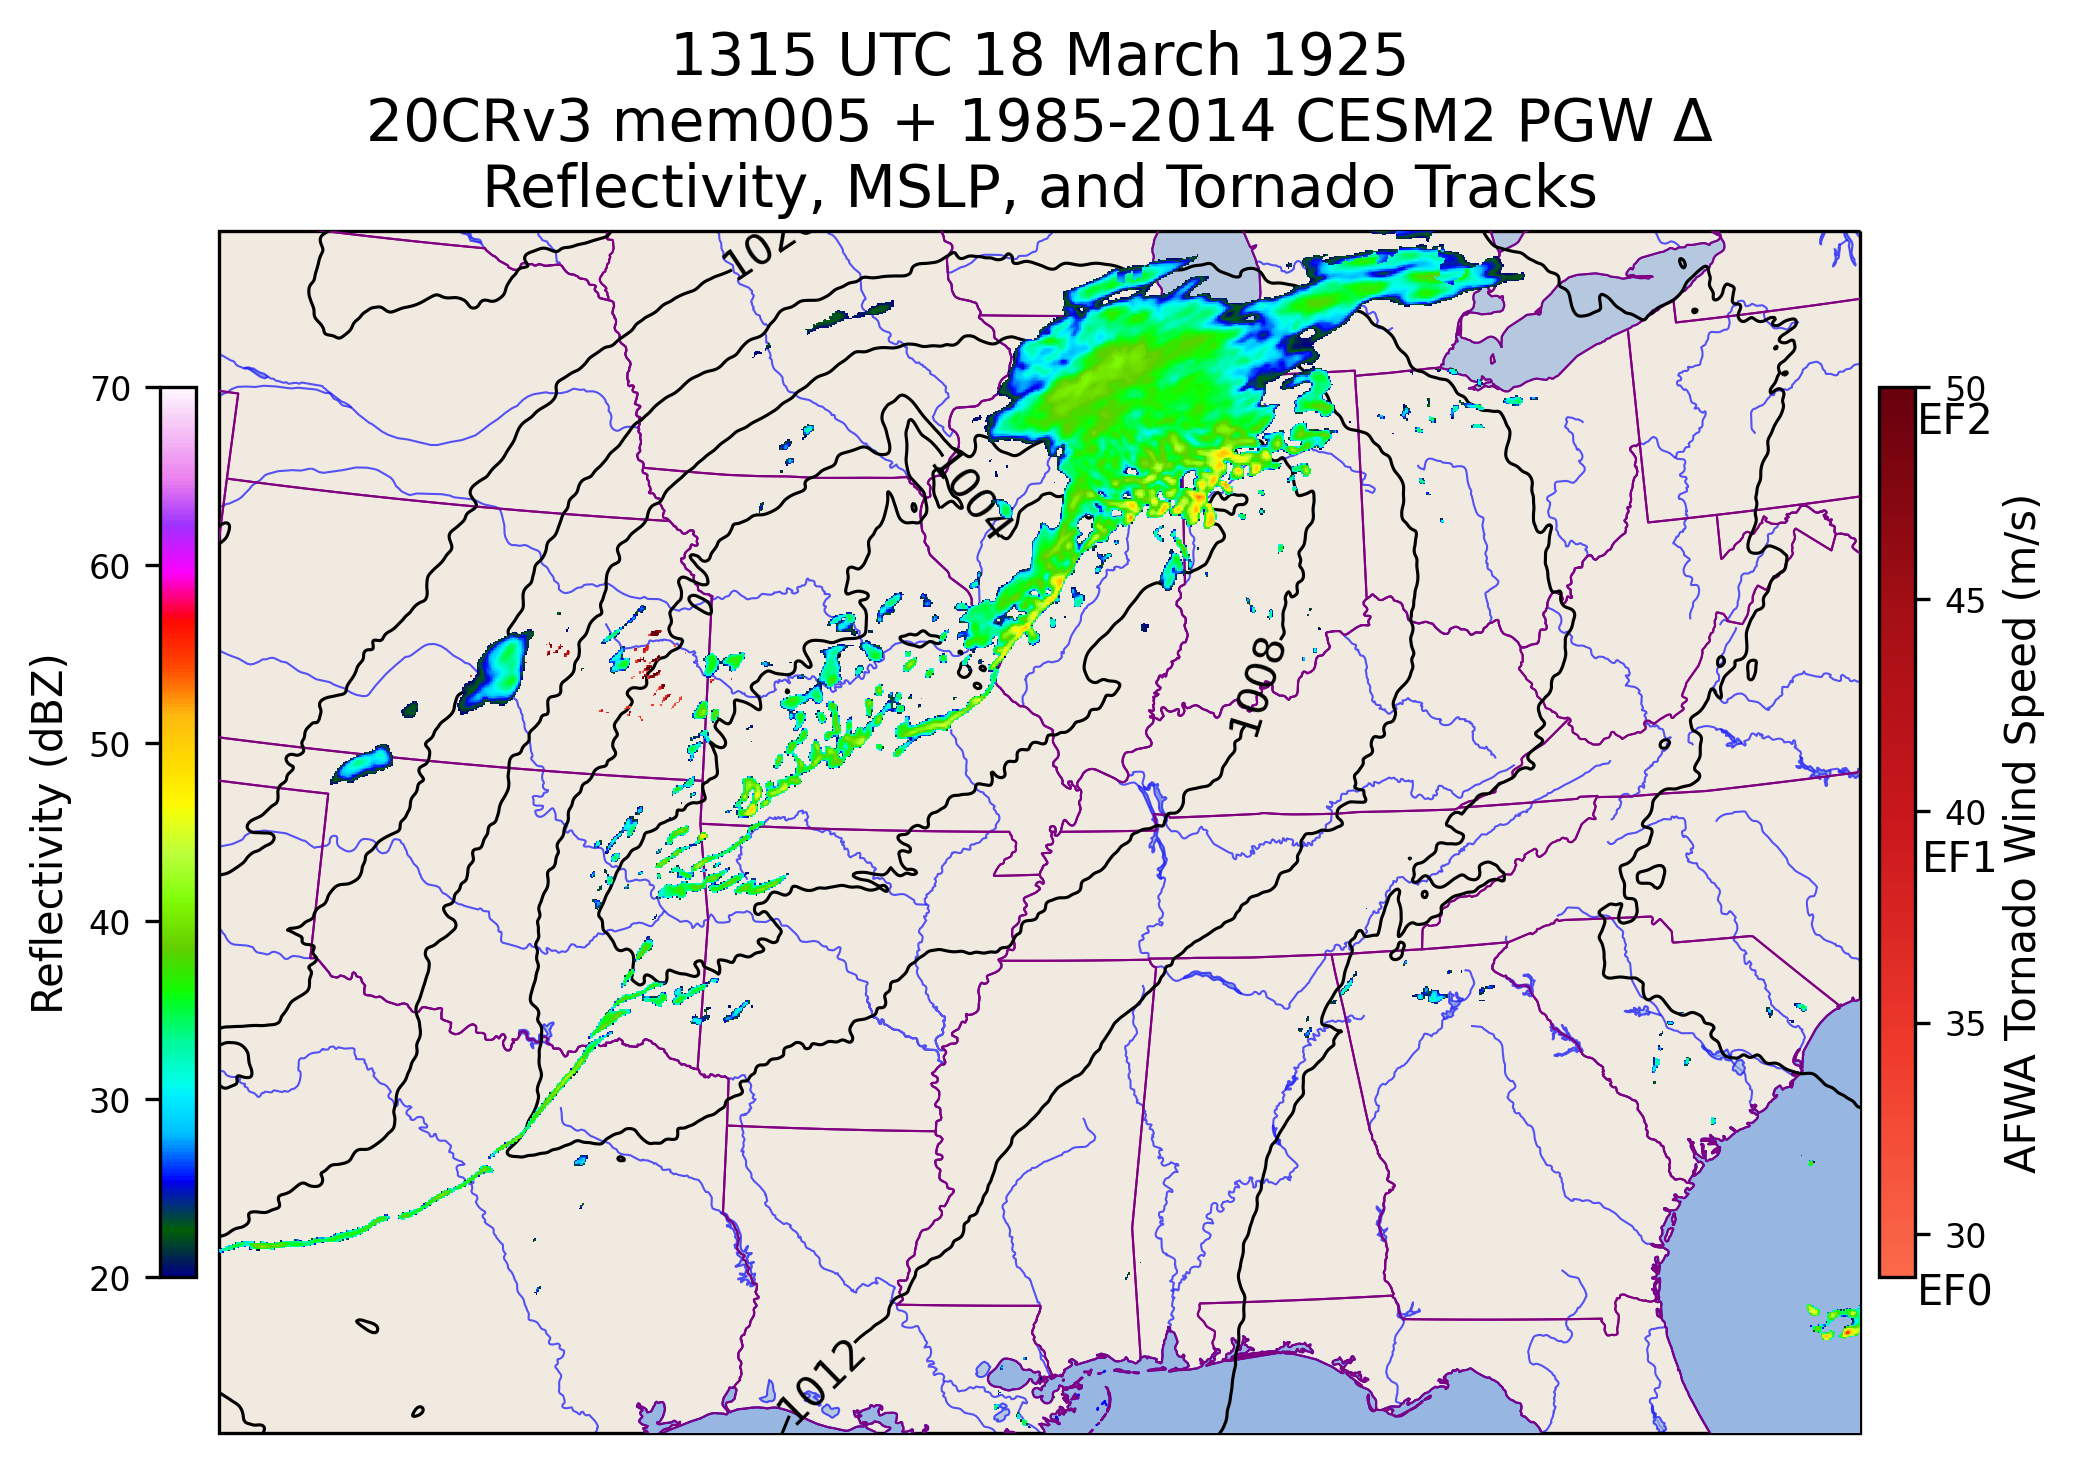 1315 UTC 18 March 1925
20CRv3 mem005 + 1985-2014 CESM2 PGW Δ
Reflectivity, MSLP, and Tornado Tracks
Reflectivity (dBZ)
70
60
50
40
30
20
1004
1008
1012
50
EF2
45
40
EF1
35
30
EF0
AFWA Tornado Wind Speed (m/s)